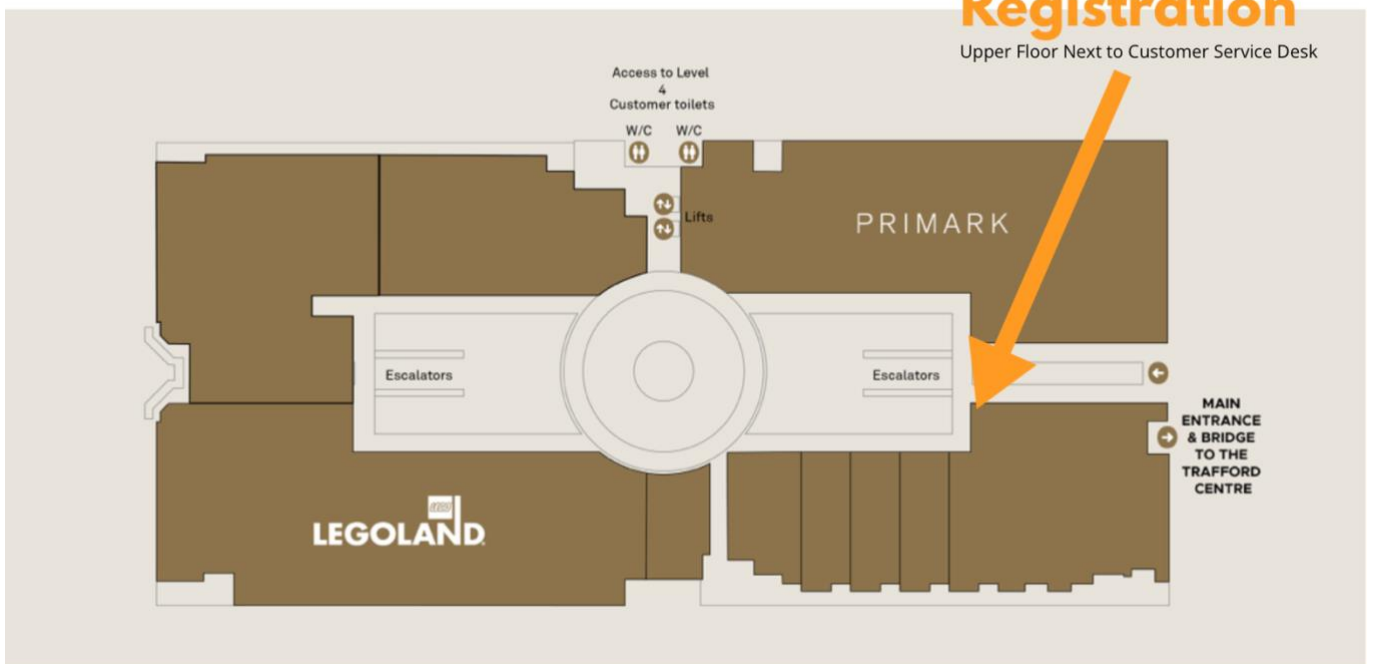 Registration
Upper Floor Next to Customer Service Desk
Access to Level
4
Customer toilets
W/C W/C
Lifts
PRIMARK
Escalators
Escalators
MAIN
ENTRANCE
& BRIDGE
TO THE
TRAFFORD
CENTRE
LEGOLAND